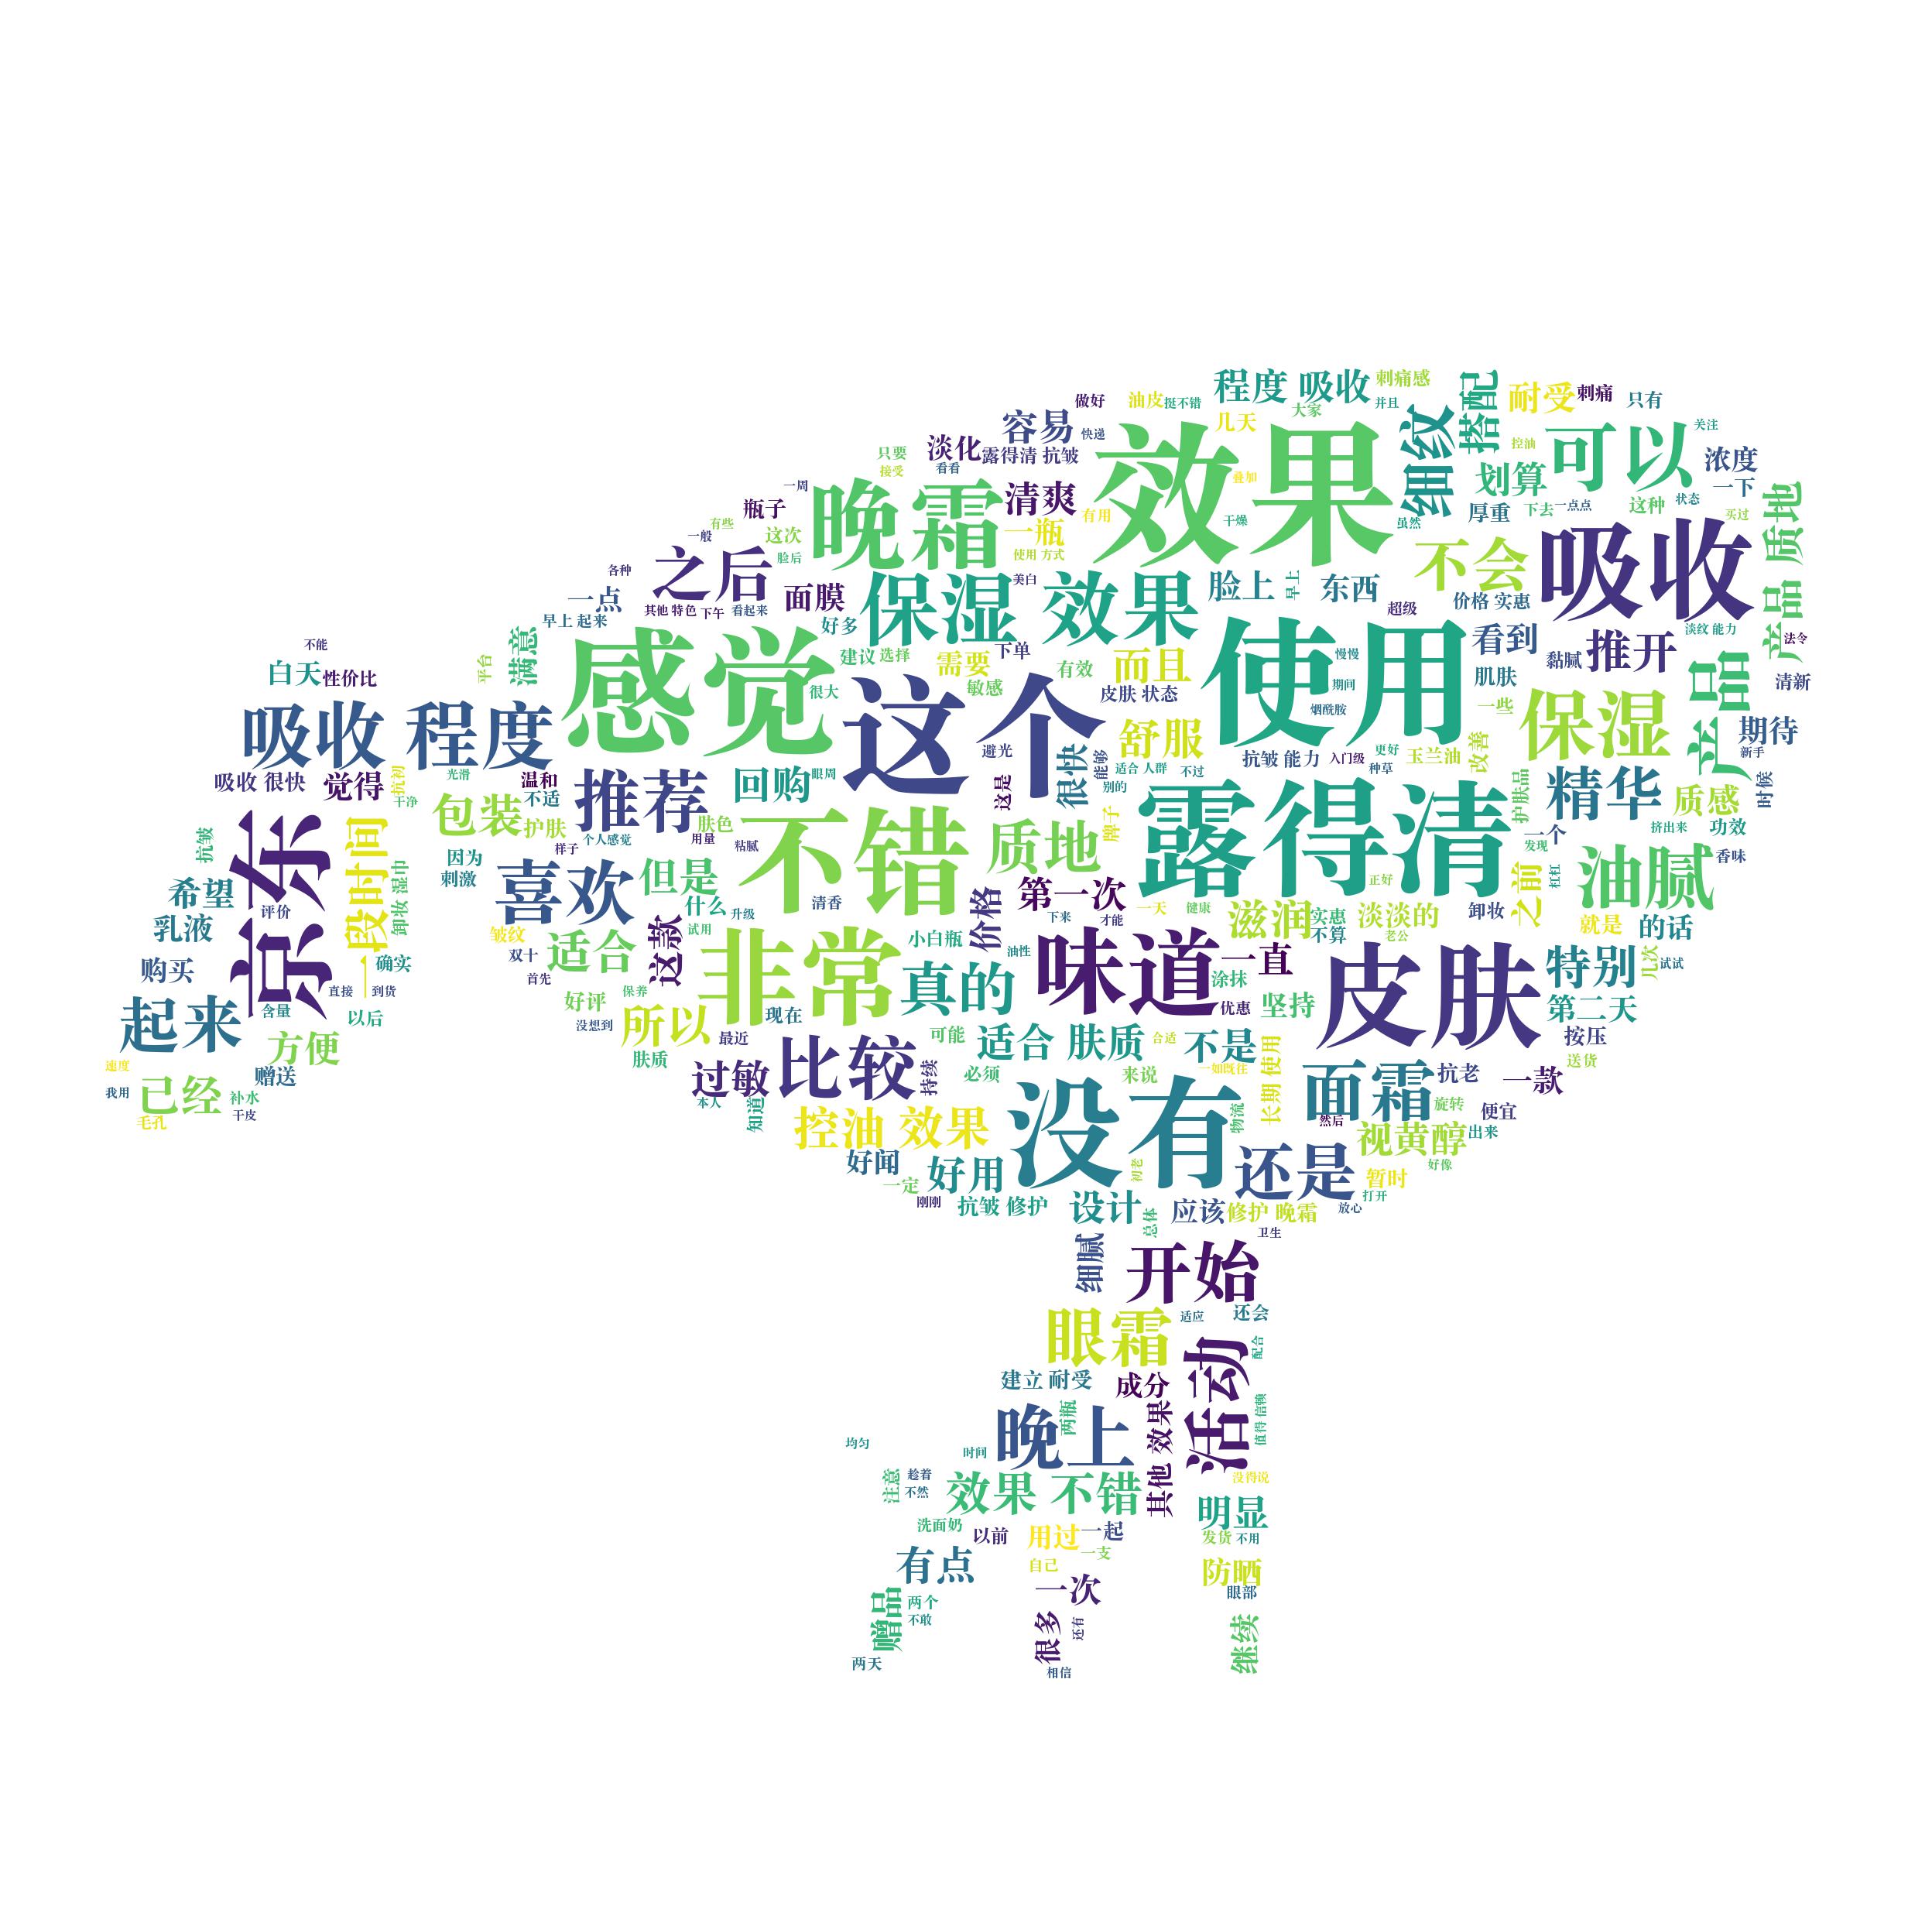 程度 吸收 刺痛感
做好 油皮 挺不错 大家 并且 搭配 耐受 刺痛 只有
容易 快递 几天 细纹 控油 可以 关注
只要 淡化 露得清 抗皱 效果 划算 浓度
接受 看看 叠加 一下
一周 晚霜 清爽 厚重 下去 一点点 这种 状态
瓶子 有用 干燥 虽然 买过 产品 质地
有些 这次 一瓶 不会 吸收
一般 脸后 使用 方式
各种 之后 面膜 保湿 效果 美白 脸上 早上 东西
一点 其他 特色 下午 看起来 超级 价格 实惠
早上 起来 好多 使用 看到 推开 淡纹 能力 法令
不能 满意 感觉 建议 选择 需要 下单 有效 而且 慢慢 黏腻
平台 很大 敏感 皮肤 状态 期间 肌肤 产品 清新
白天 性价比 这个 烟酰胺 一些
吸收 程度 舒服 保湿 期待
避光 很快 能够 抗皱 能力 入门级 更好 玉兰油 改善 新手
吸收 很快 觉得 抗初 光滑 温和 推荐 回购 眼周 适合 人群 不过 种草 精华 时候
干净 不适 这是 别的 护肤品 质感
京东 包装 护肤 肤色 不错 质地 牌子 露得清 挤出来 功效
抗皱 一段时间 样子 个人感觉 用量 一个 发现 香味
因为 粘腻 油腻
希望 评价 卸妆 湿巾 刺激 喜欢 但是 第一次 正好 之前 杠杠
乳液 什么 升级 清香 价格 下来 才能 一天 健康 滋润 实惠 淡淡的 卸妆 就是 的话
皱纹 这款 试用 小白瓶 油性 不算 老公
购买 确实 双十 适合 非常 真的 味道 一直 皮肤 特别 几次 试试
直接 到货 首先 保养 涂抹
起来 含量 以后 好评 所以 现在 优惠 坚持 第二天
没想到 最近 可能 适合 肤质 合适 不是 按压
方便 肤质 比较 送货
速度 赠送 过敏 持续 必须 来说 一如既往 长期 使用 面霜 抗老 一款
我用 已经 补水 本人 没有 旋转 便宜
毛孔 干皮 知道 控油 效果 物流 然后 视黄醇 出来
好闻 初老 还是 好像
一定 好用 暂时
刚刚 抗皱 修护 设计 应该 修护 晚霜 打开 放心
总体 卫生
细腻 开始
眼霜 适应 还会
活动 配合
建立 耐受 成分
晚上 两瓶 其他 效果 值得 信赖
均匀 时间
注意 趁着 效果 不错 没得说
不然 明显
洗面奶 以前 用过 一起 发货 不用
有点 自己 一支 防晒
赠品 两个 一次 眼部
不敢 很多 还有 继续
两天 相信